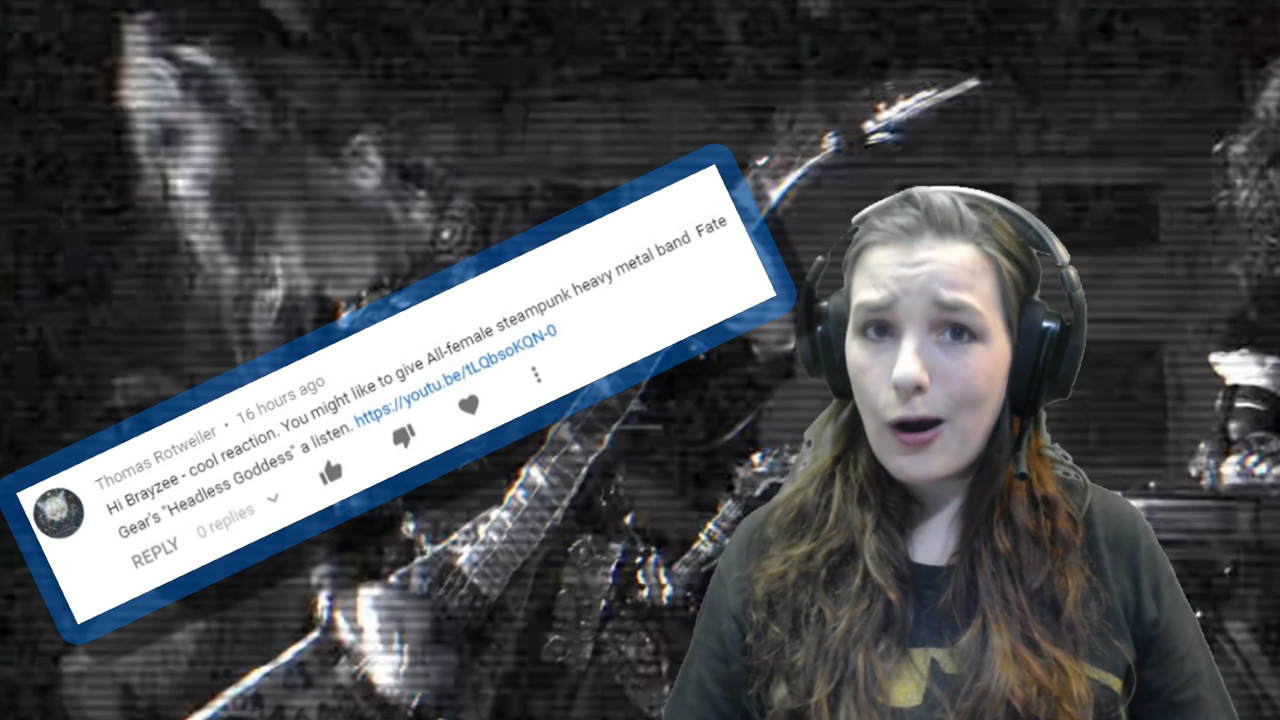 Thomas Rotweiler • 16 hours ago
Hi Brayzee - cool reaction. You might like to give All-female steampunk heavy metal band Fate
Gear's "Headless Goddess" a listen. https://youtu.be/tLQbsoKQN-0
REPLY 0 replies